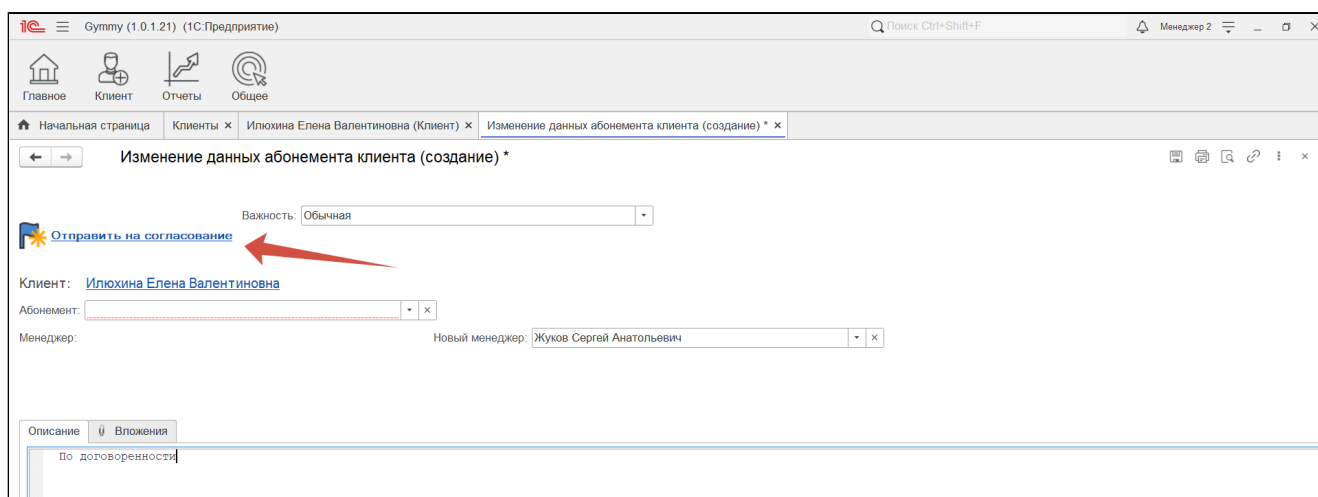 Gymmy (1.0.1.21) (1С:Предприятие) Поиск Ctrl+Shift+F Менеджер 2
Главное Клиент Отчеты Общее
Начальная страница Клиенты × Илюхина Елена Валентиновна (Клиент) × Изменение данных абонемента клиента (создание) * ×
Изменение данных абонемента клиента (создание) *
Важность: Обычная
Отправить на согласование
Клиент: Илюхина Елена Валентиновна
Абонемент:
Менеджер: Новый менеджер: Жуков Сергей Анатольевич
Описание Вложения
По договоренности